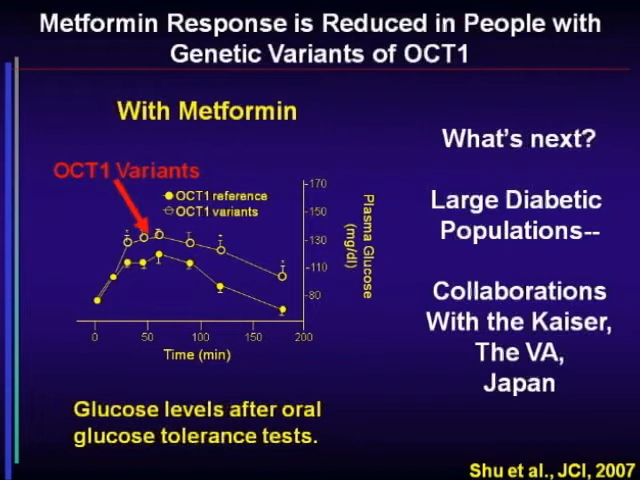 Metformin Response is Reduced in People with
Genetic Variants of OCT1
With Metformin
OCT1 Variants
OCT1 reference
OCT1 variants
170
150
130
110
80
Plasma Glucose
(mg/dl)
0 50 100 150 200
Time (min)
Glucose levels after oral
glucose tolerance tests.
What's next?
Large Diabetic
Populations--
Collaborations
With the Kaiser,
The VA,
Japan
Shu et al., JCI, 2007